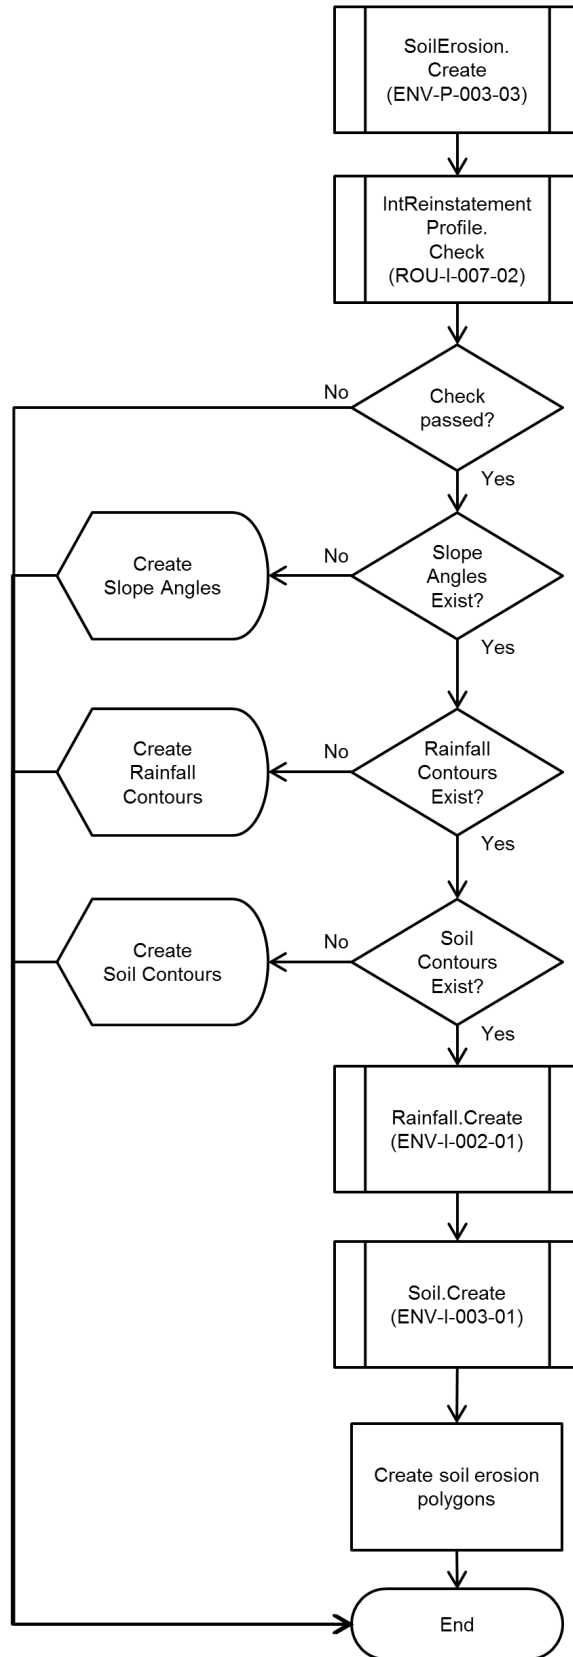 SoilErosion.
Create
(ENV-P-003-03)
IntReinstatement
Profile.
Check
(ROU-I-007-02)
No
Check
passed?
Yes
Create
Slope Angles
No
Slope
Angles
Exist?
Yes
Create
Rainfall
Contours
No
Rainfall
Contours
Exist?
Yes
Create
Soil Contours
No
Soil
Contours
Exist?
Yes
Rainfall.Create
(ENV-I-002-01)
Soil.Create
(ENV-I-003-01)
Create soil erosion
polygons
End